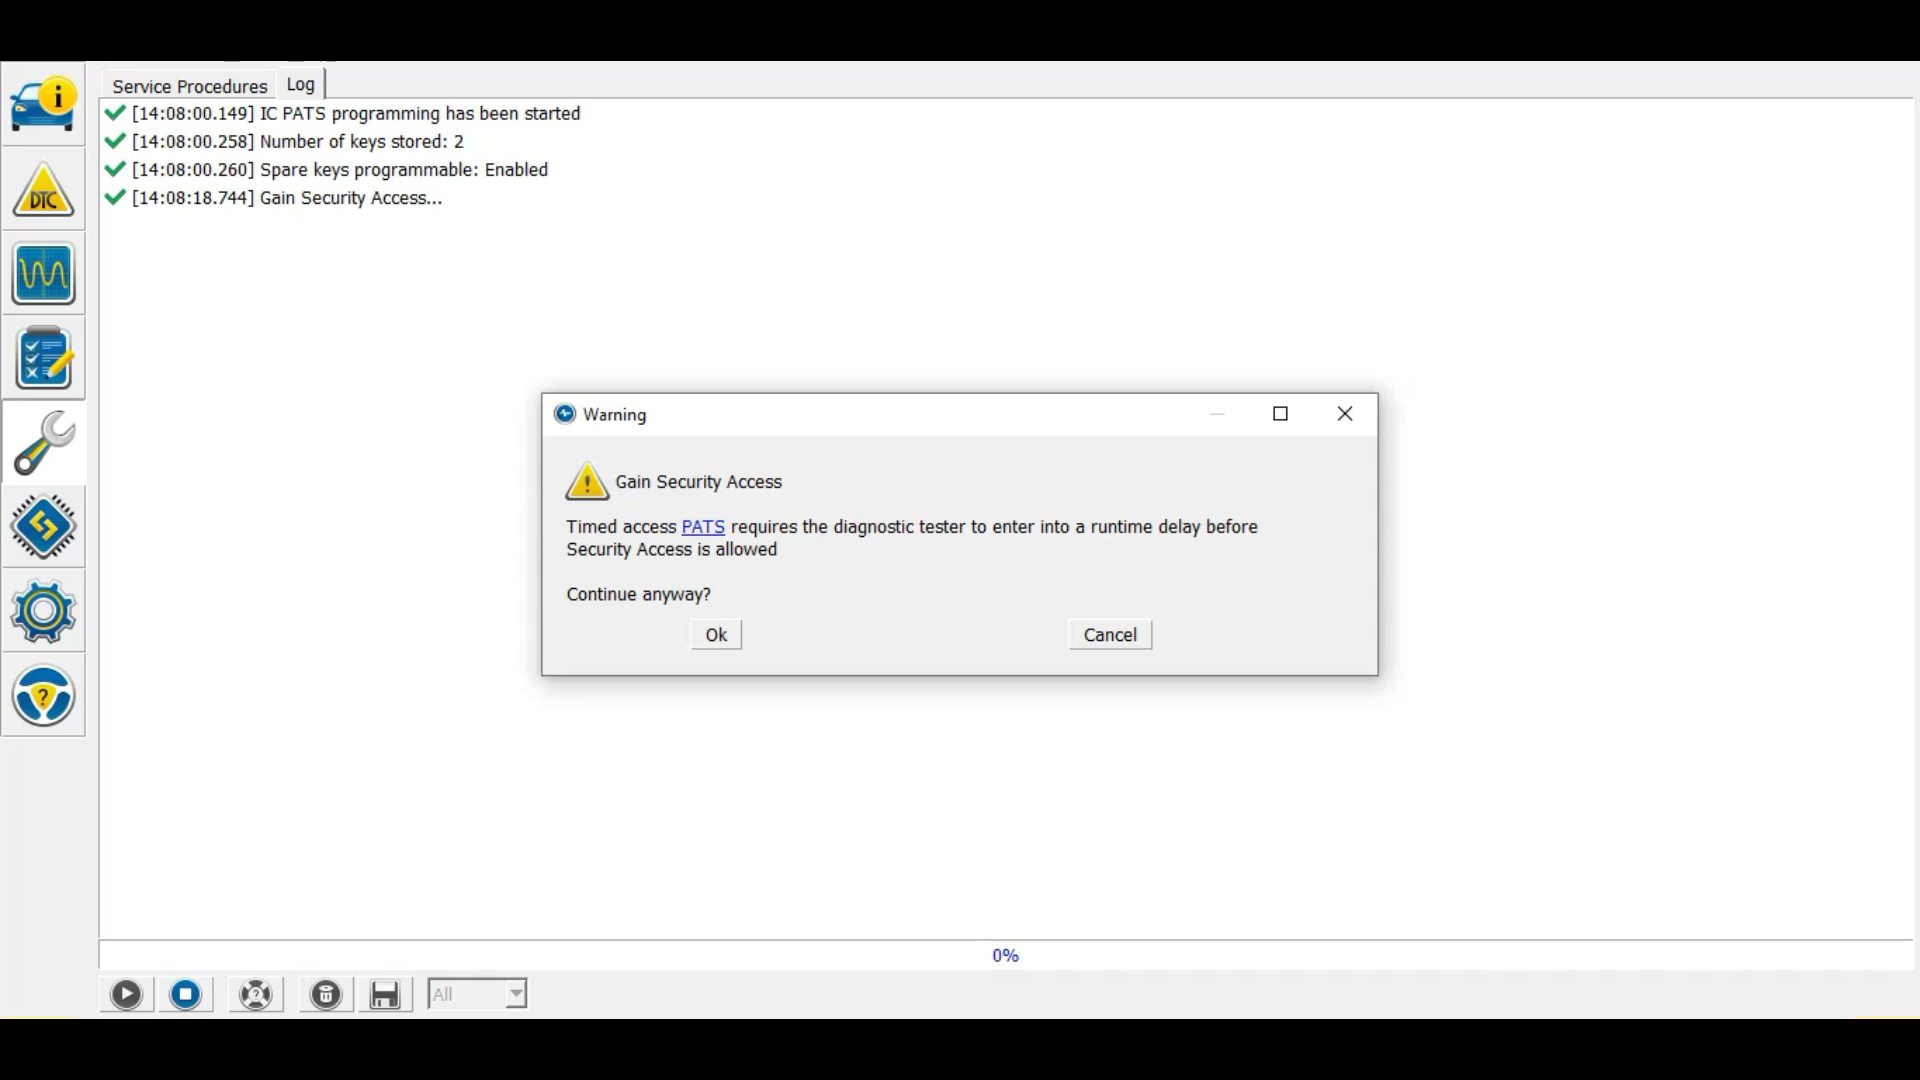 Service Procedures
Log
[14:08:00.149] IC PATS programming has been started
[14:08:00.258] Number of keys stored: 2
[14:08:00.260] Spare keys programmable: Enabled
[14:08:18.744] Gain Security Access...
i
DTC
Warning
Gain Security Access
Timed access PATS requires the diagnostic tester to enter into a runtime delay before
Security Access is allowed
Continue anyway?
Ok
Cancel
0%
All